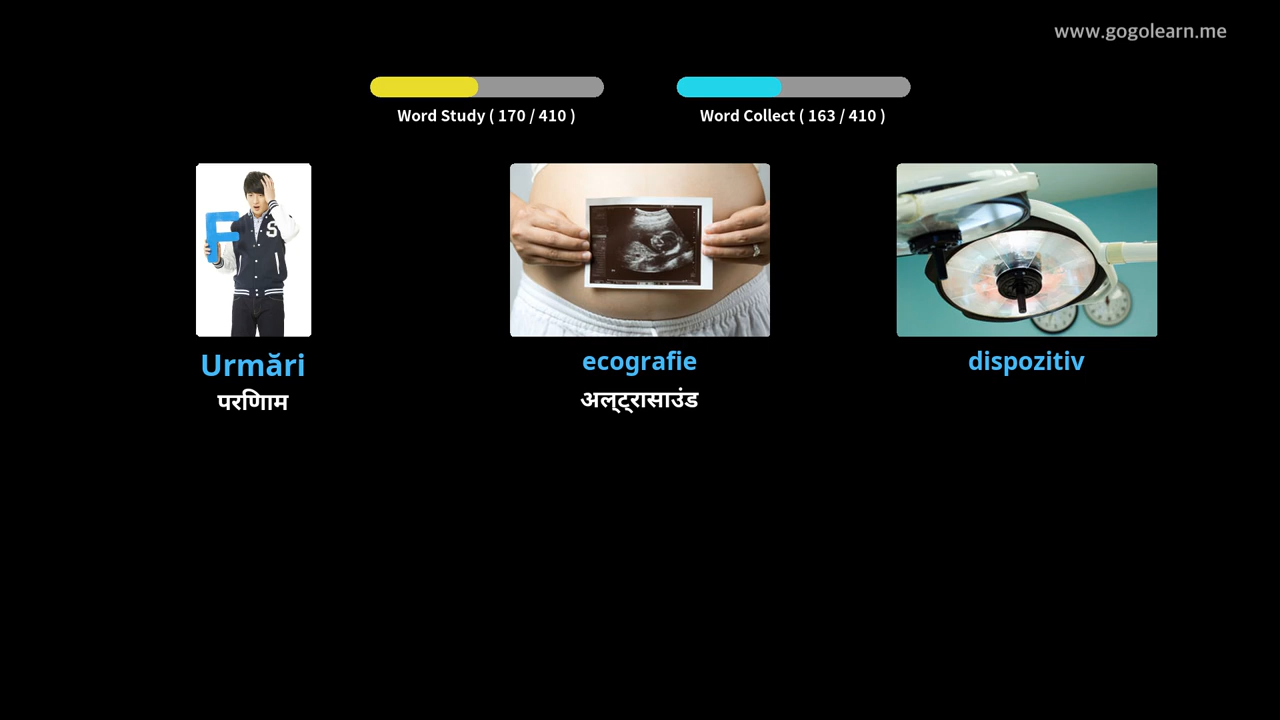 www.gogolearn.me
Word Study ( 170 / 410 )
Word Collect ( 163 / 410 )
F
S
Urmări
ecografie
dispozitiv
परिणाम
अल्ट्रासाउंड